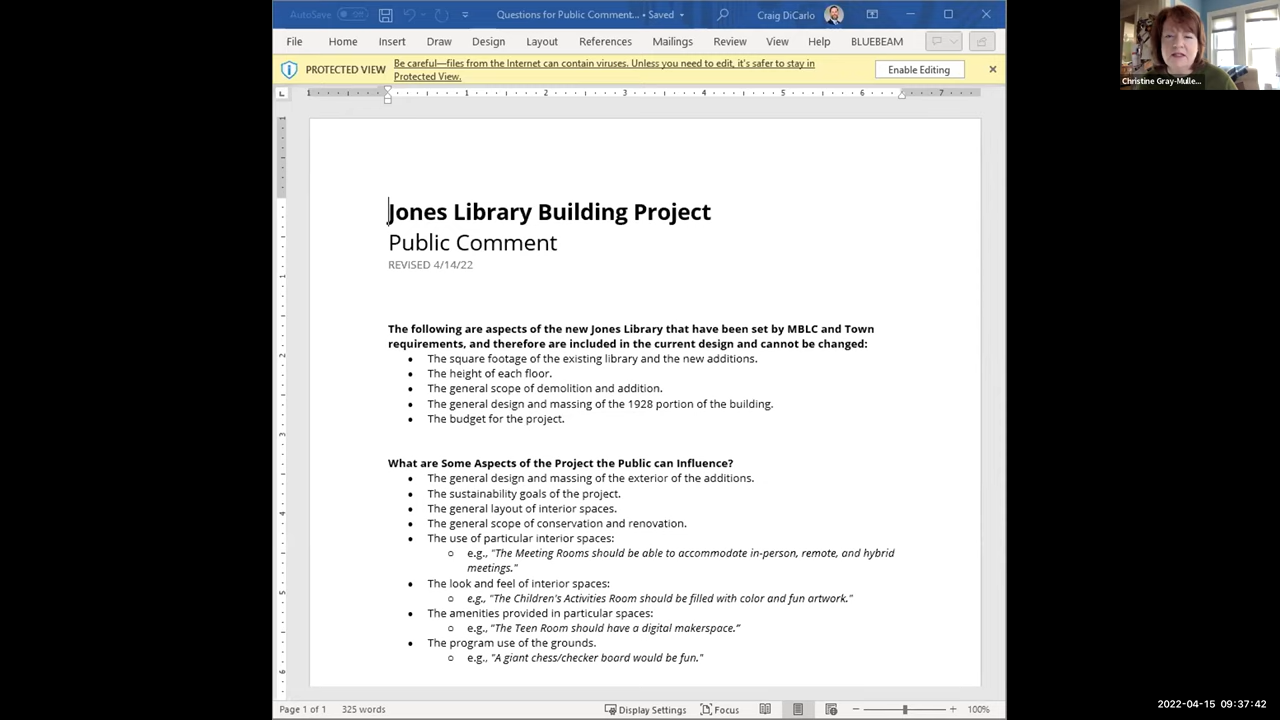 AutoSave Off
Questions for Public Comment... • Saved
Craig DiCarlo
File Home Insert Draw Design Layout References Mailings Review View Help BLUEBEAM
PROTECTED VIEW
Be careful—files from the Internet can contain viruses. Unless you need to edit, it's safer to stay in
Protected View.
Enable Editing
Christine Gray-Mulle...
1 1 2 3 4 5 6 7
Jones Library Building Project
Public Comment
REVISED 4/14/22
The following are aspects of the new Jones Library that have been set by MBLC and Town
requirements, and therefore are included in the current design and cannot be changed:
• The square footage of the existing library and the new additions.
• The height of each floor.
• The general scope of demolition and addition.
• The general design and massing of the 1928 portion of the building.
• The budget for the project.
What are Some Aspects of the Project the Public can Influence?
• The general design and massing of the exterior of the additions.
• The sustainability goals of the project.
• The general layout of interior spaces.
• The general scope of conservation and renovation.
• The use of particular interior spaces:
o e.g., "The Meeting Rooms should be able to accommodate in-person, remote, and hybrid
meetings."
• The look and feel of interior spaces:
o e.g., "The Children's Activities Room should be filled with color and fun artwork."
• The amenities provided in particular spaces:
o e.g., "The Teen Room should have a digital makerspace."
• The program use of the grounds.
o e.g., "A giant chess/checker board would be fun."
Page 1 of 1 325 words
Display Settings Focus
100%
2022-04-15 09:37:42